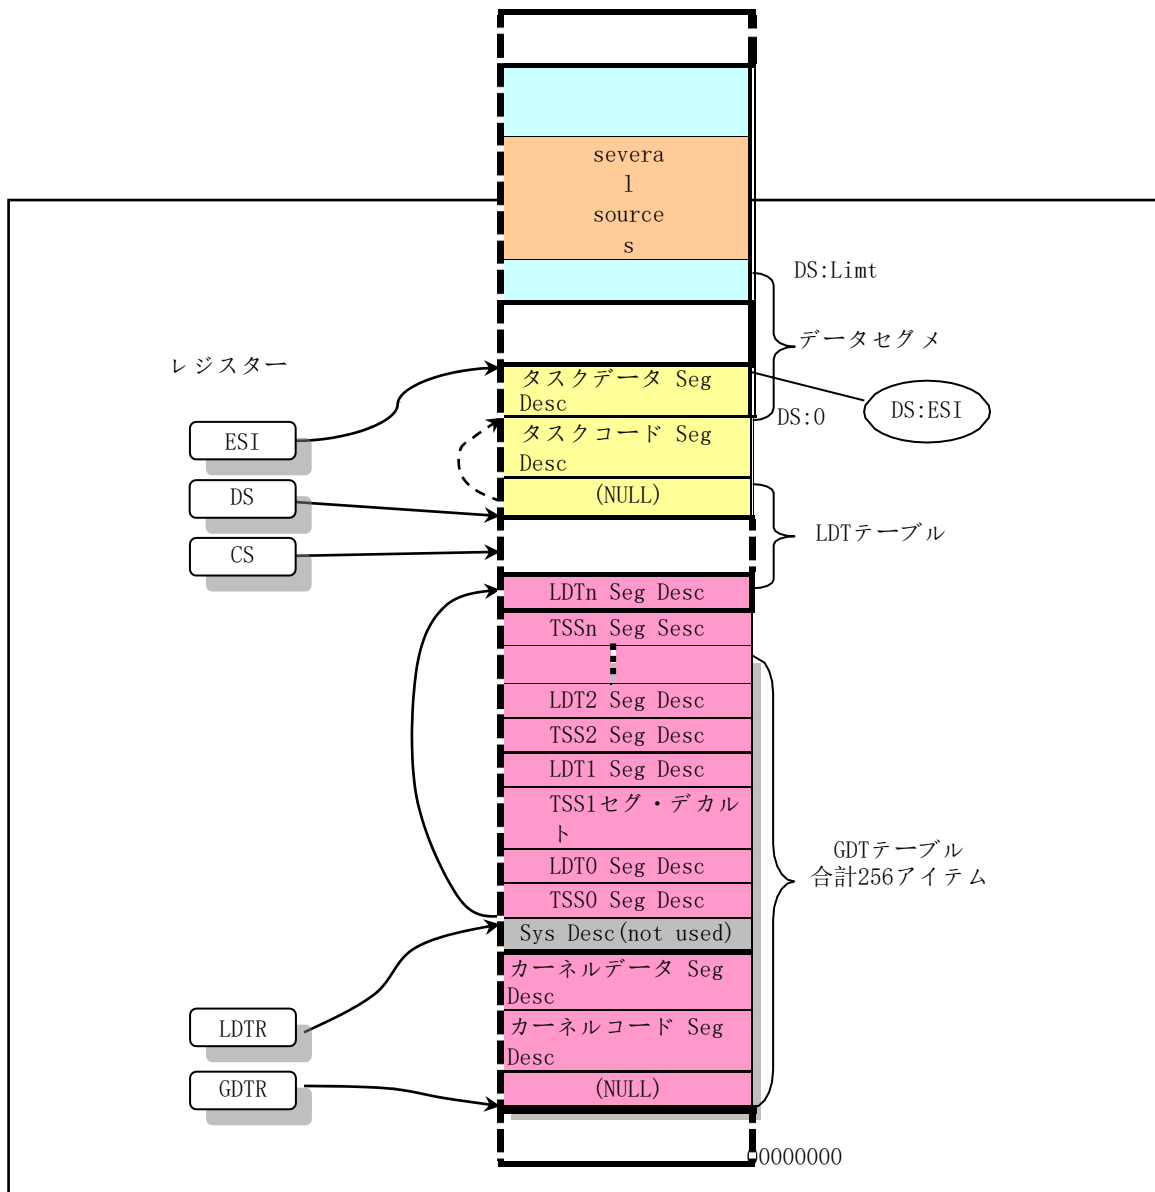 severa
l
source
s
DS:Limt
データセグメ
レジスター
タスクデータ Seg
Desc
DS:ESI
DS:0
ESI
タスクコード Seg
Desc
DS
(NULL)
LDTテーブル
CS
LDTn Seg Desc
TSSn Seg Sesc
LDT2 Seg Desc
TSS2 Seg Desc
LDT1 Seg Desc
TSS1セグ・デカル
ト
GDTテーブル
合計256アイテム
LDT0 Seg Desc
TSS0 Seg Desc
Sys Desc(not used)
カーネルデータ Seg
Desc
LDTR
カーネルコード Seg
Desc
GDTR
(NULL)
00000000